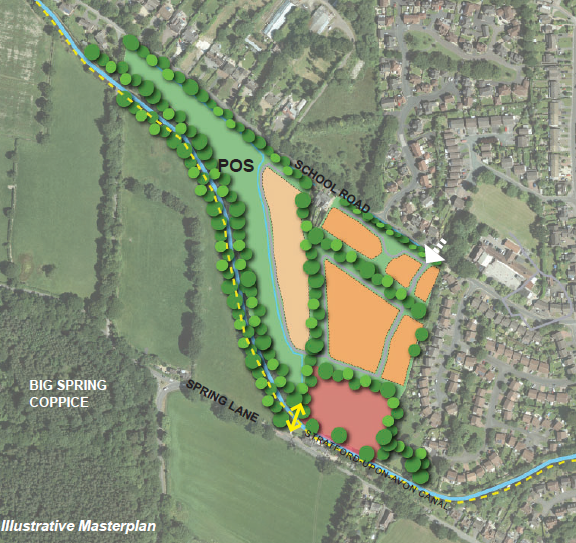 POS
SCHOOL ROAD
BIG SPRING
COPPICE
SPRING LANE
STRATFORD UPON AVON CANAL
Illustrative Masterplan